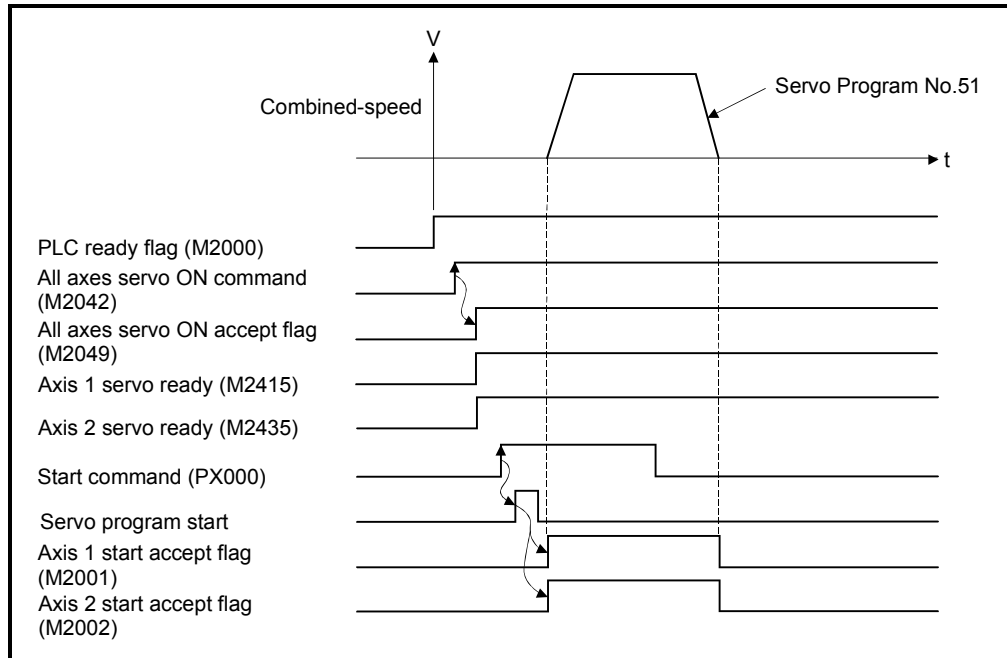 V
Servo Program No.51
Combined-speed
t
PLC ready flag (M2000)
All axes servo ON command
(M2042)
All axes servo ON accept flag
(M2049)
Axis 1 servo ready (M2415)
Axis 2 servo ready (M2435)
Start command (PX000)
Servo program start
Axis 1 start accept flag
(M2001)
Axis 2 start accept flag
(M2002)